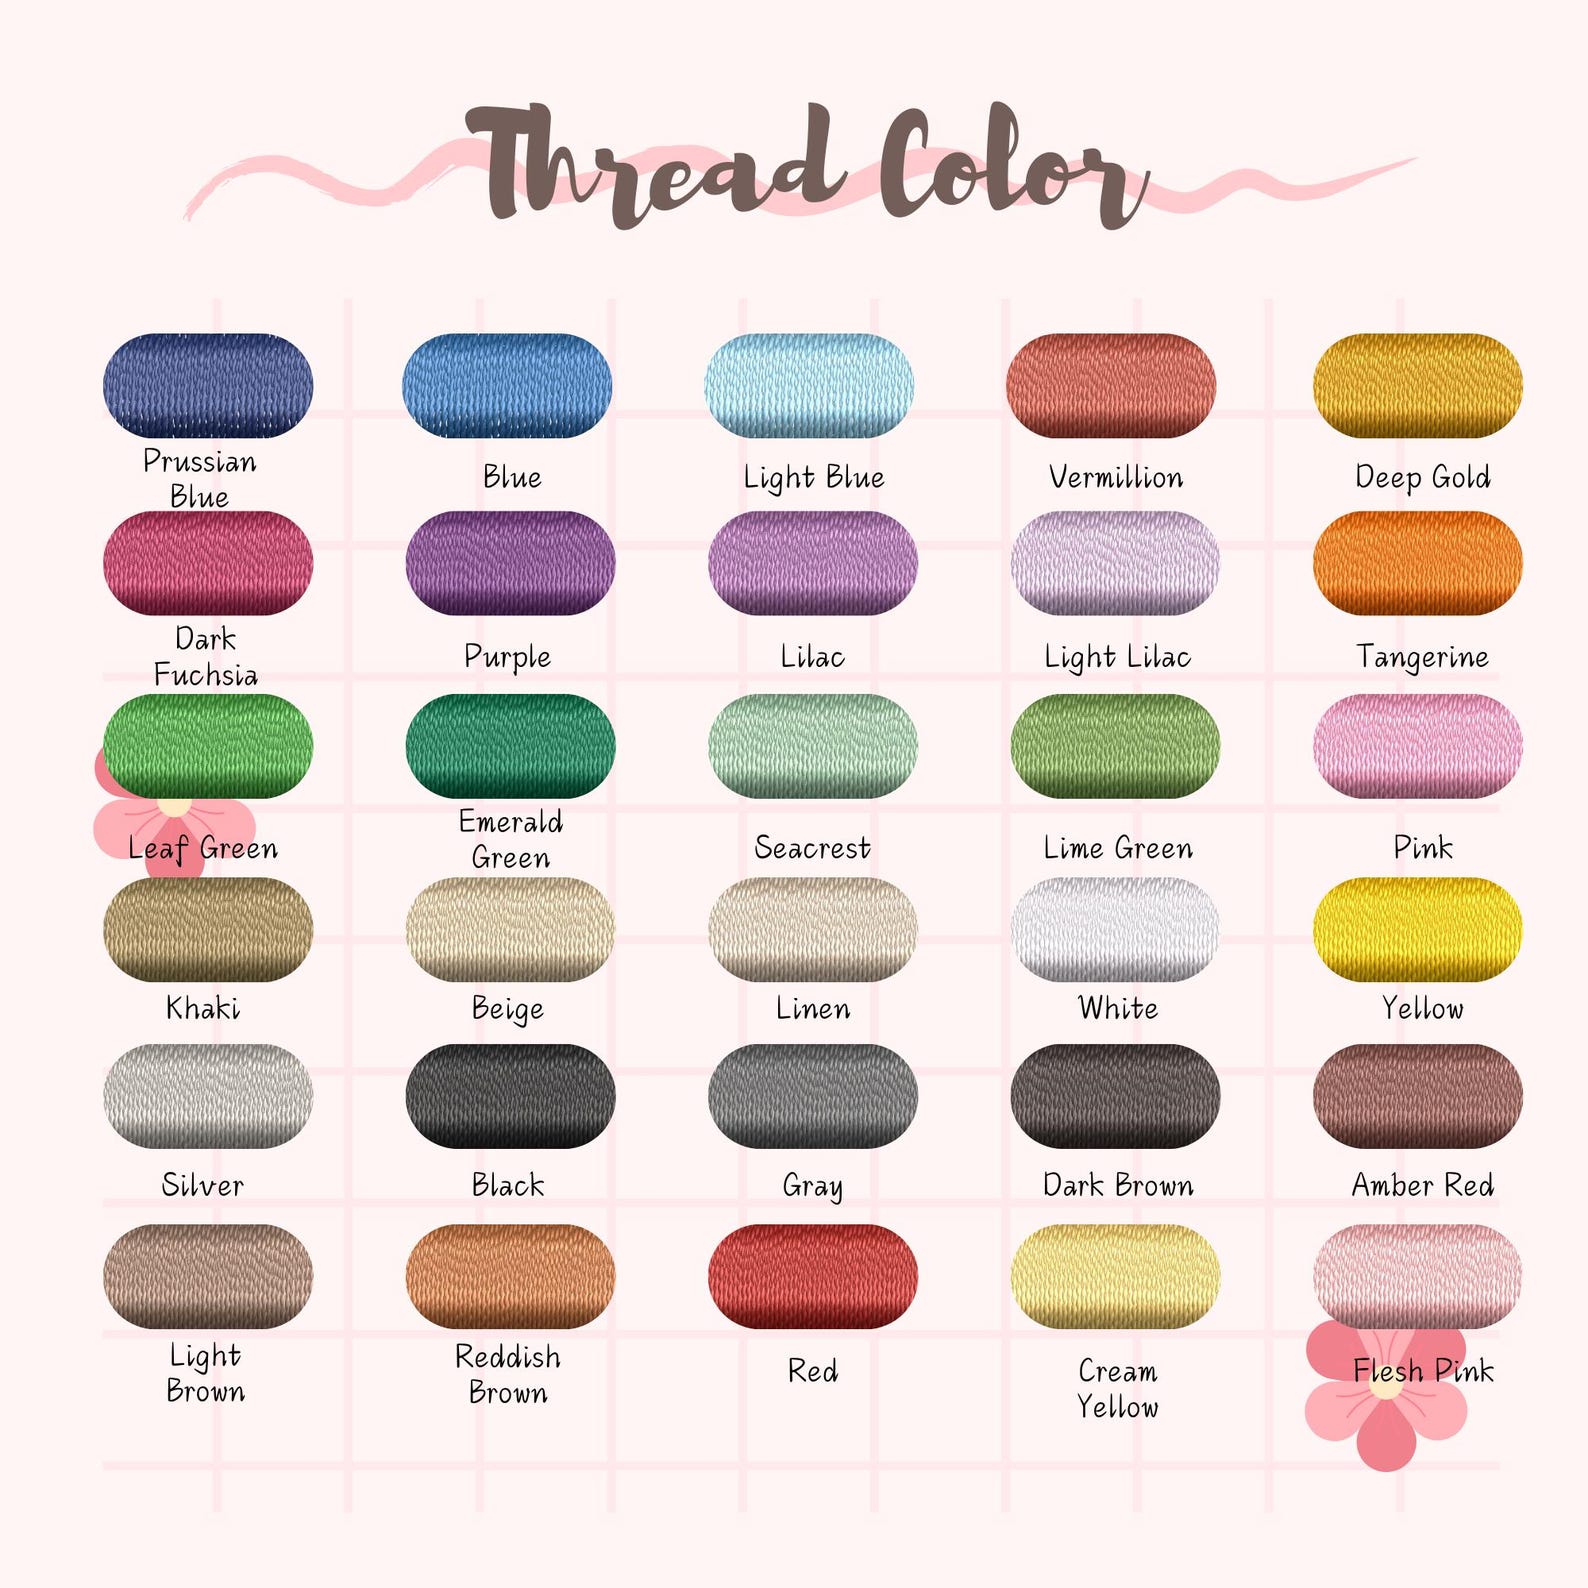 Thread Color
Prussian
Blue
Blue
Light Blue
Vermillion
Deep Gold
Dark
Fuchsia
Purple
Lilac
Light Lilac
Tangerine
Leaf Green
Emerald
Green
Seacrest
Lime Green
Pink
Khaki
Beige
Linen
White
Yellow
Silver
Black
Gray
Dark Brown
Amber Red
Light
Brown
Reddish
Brown
Red
Cream
Yellow
Flesh Pink